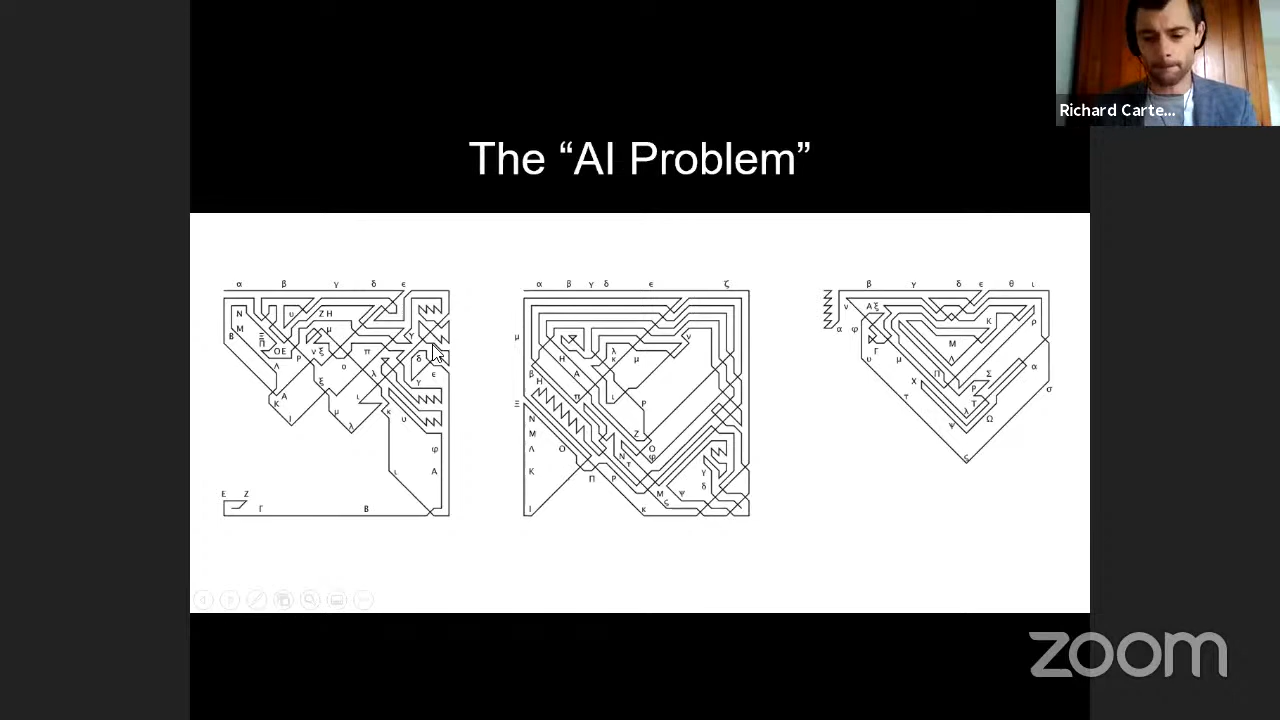 Richard Carte...
The “AI Problem”
α β γ δ ϵ
α β γ δ ϵ ζ
β γ δ ϵ θ ι
N υ Z H
M μ
B
O E P ν ξ π
Λ ο δ
ξ λ γ ϵ
A
K ι
I μ κ υ
λ
φ
ι A
E Z
Γ B
μ ν
λ
H κ μ
β A
H π ι P
Ξ
N Z
M
Λ O N O
τ φ
K Π P γ
δ
M ψ
ς
I κ
ν A ξ K ρ
α φ
Γ M
υ μ Λ α
Π Σ
χ P σ
τ T
λ
ψ Ω
ς
zoom